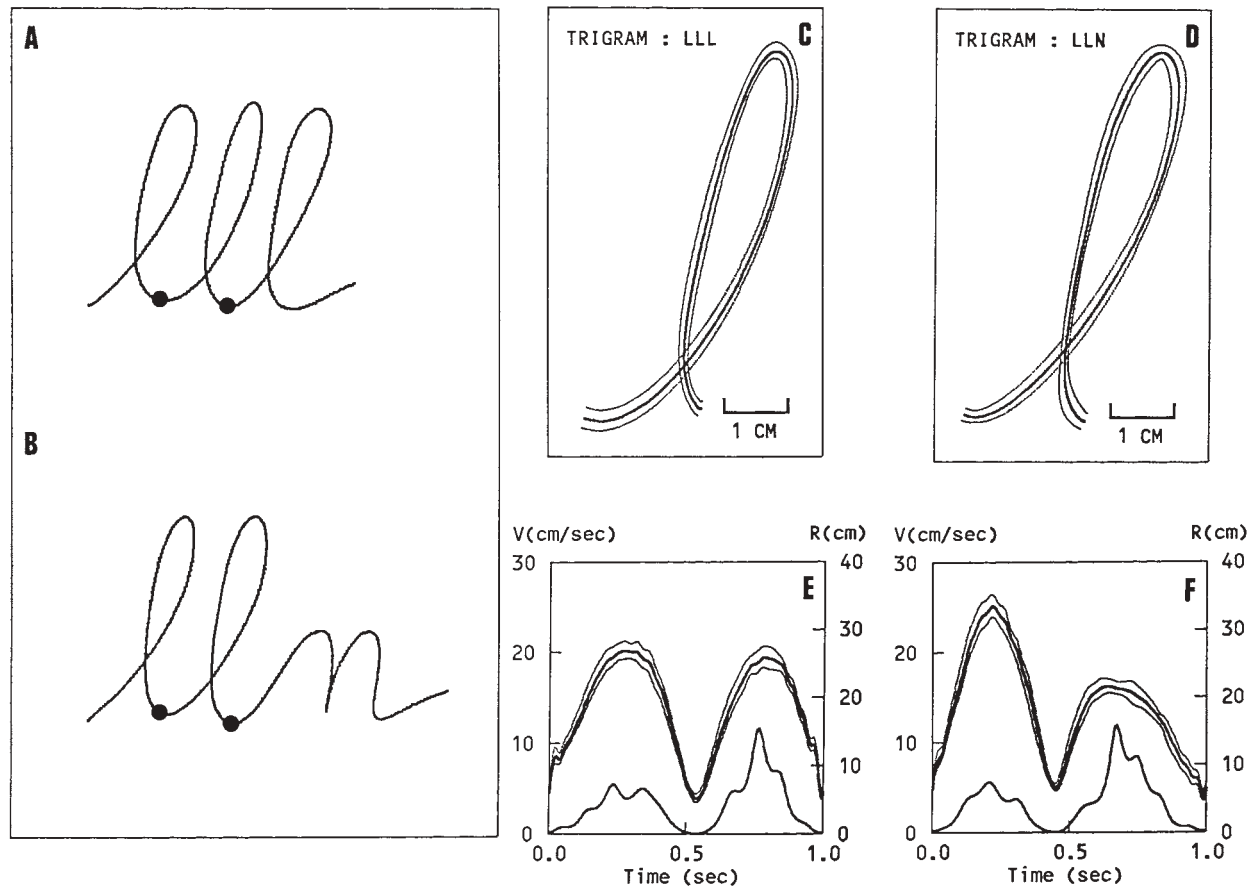 A
lll
B
lln
TRIGRAM : LLL C
1 CM
TRIGRAM : LLN D
1 CM
V(cm/sec) R(cm)
E
30 40
20 30
20
10 10
0 0
0.0 0.5 1.0
Time (sec)
V(cm/sec) R(cm)
F
30 40
20 30
20
10 10
0 0
0.0 0.5 1.0
Time (sec)